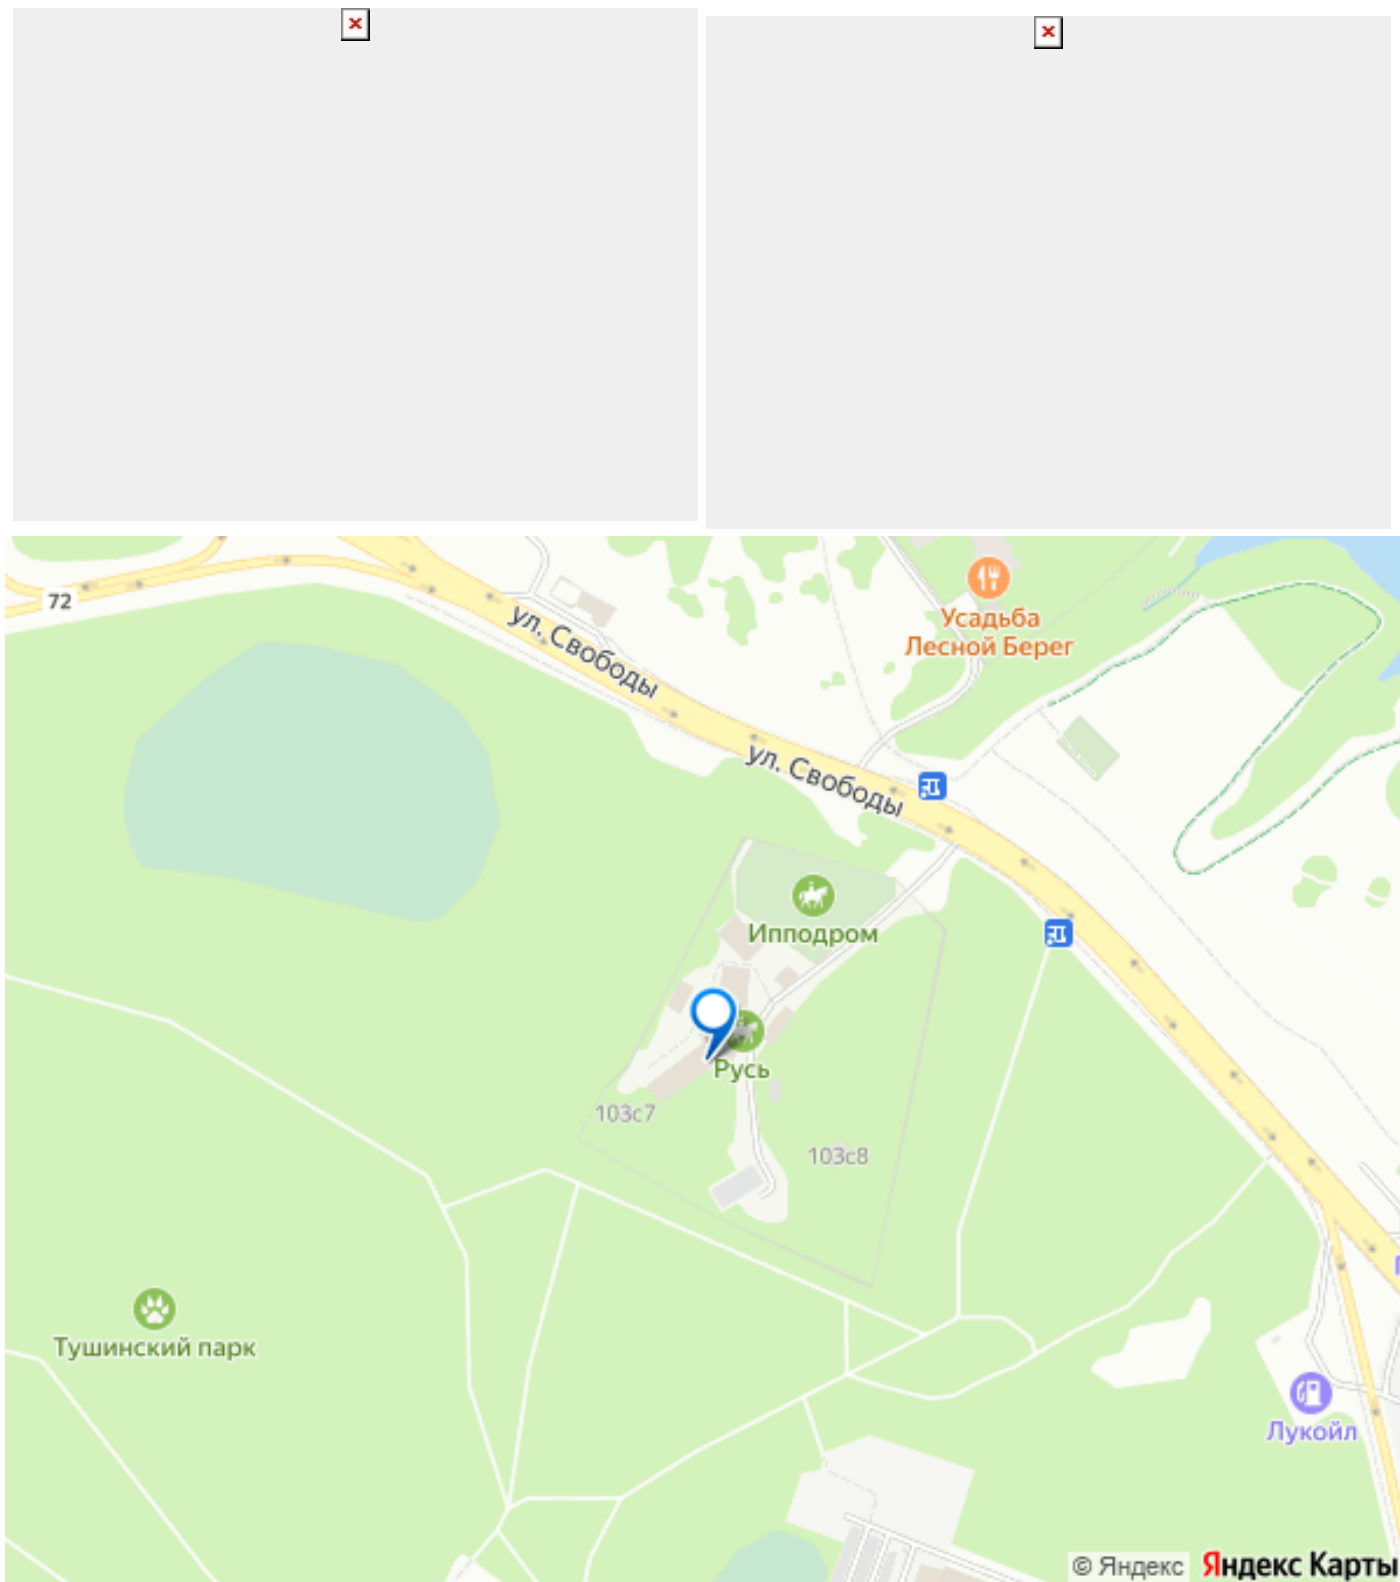 72
ул. Свободы
Усадьба
Лесной Берег
ул. Свободы
Ипподром
Русь
103с7
103с8
Тушинский парк
Лукойл
© Яндекс Яндекс Карты